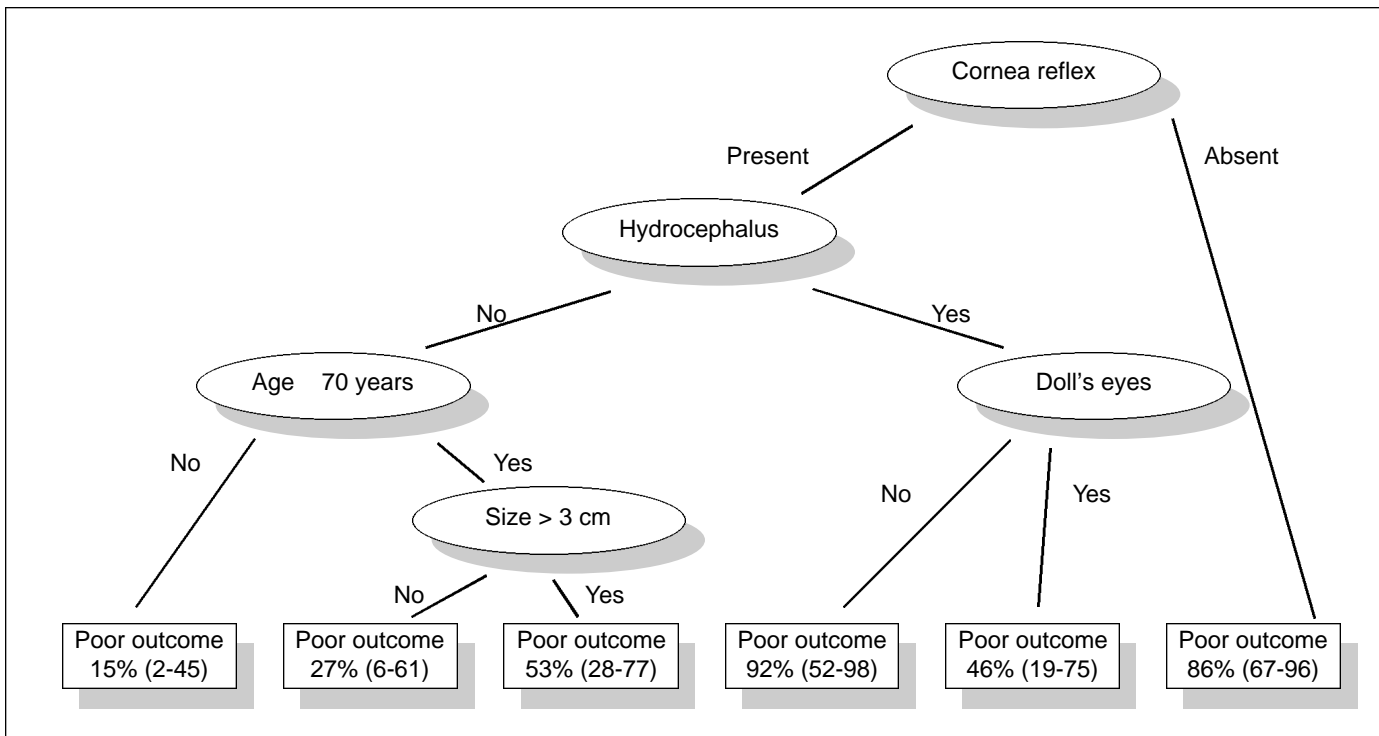 Cornea reflex
Present
Absent
Hydrocephalus
No
Yes
Age 70 years
Doll's eyes
No
Yes
No
Yes
Size > 3 cm
No
Yes
Poor outcome
15% (2-45)
Poor outcome
27% (6-61)
Poor outcome
53% (28-77)
Poor outcome
92% (52-98)
Poor outcome
46% (19-75)
Poor outcome
86% (67-96)